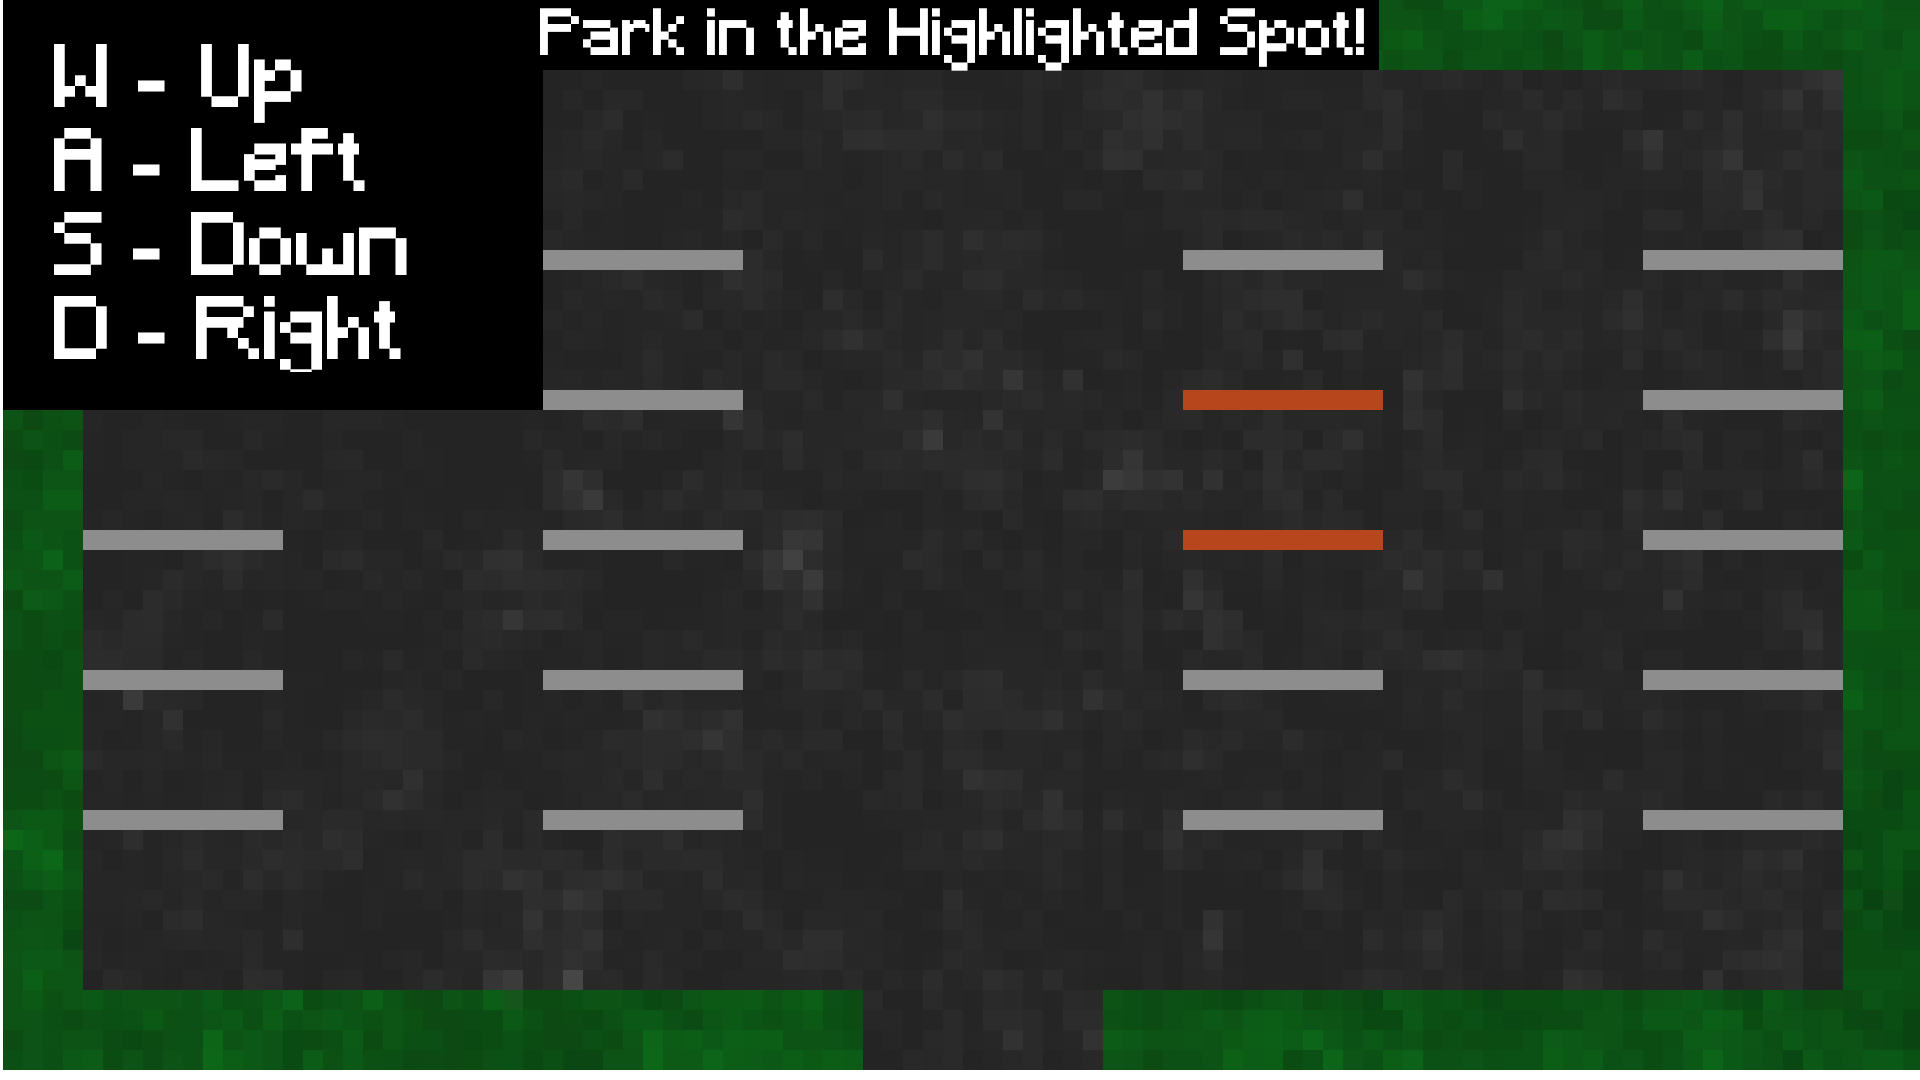 Park in the Highlighted Spot!
W - Up
A - Left
S - Down
D - Right